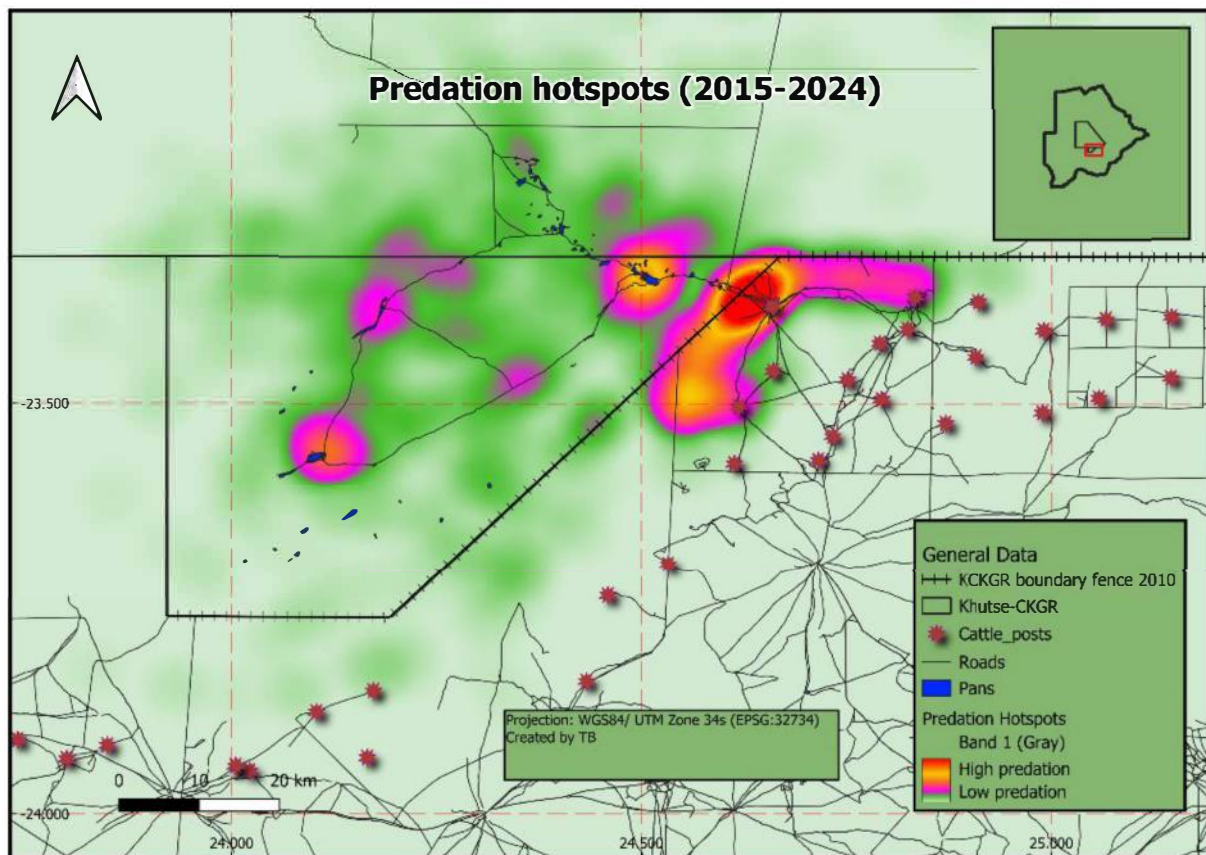 Predation hotspots (2015-2024)
-23.500
General Data
KCKGR boundary fence 2010
Khutse-CKGR
Cattle_posts
Roads
Pans
Predation Hotspots
Band 1 (Gray)
High predation
Low predation
Projection: WGS84/ UTM Zone 34s (EPSG:32734)
Created by TB
0 10 20 km
-24.000
24.000 24.500 25.000